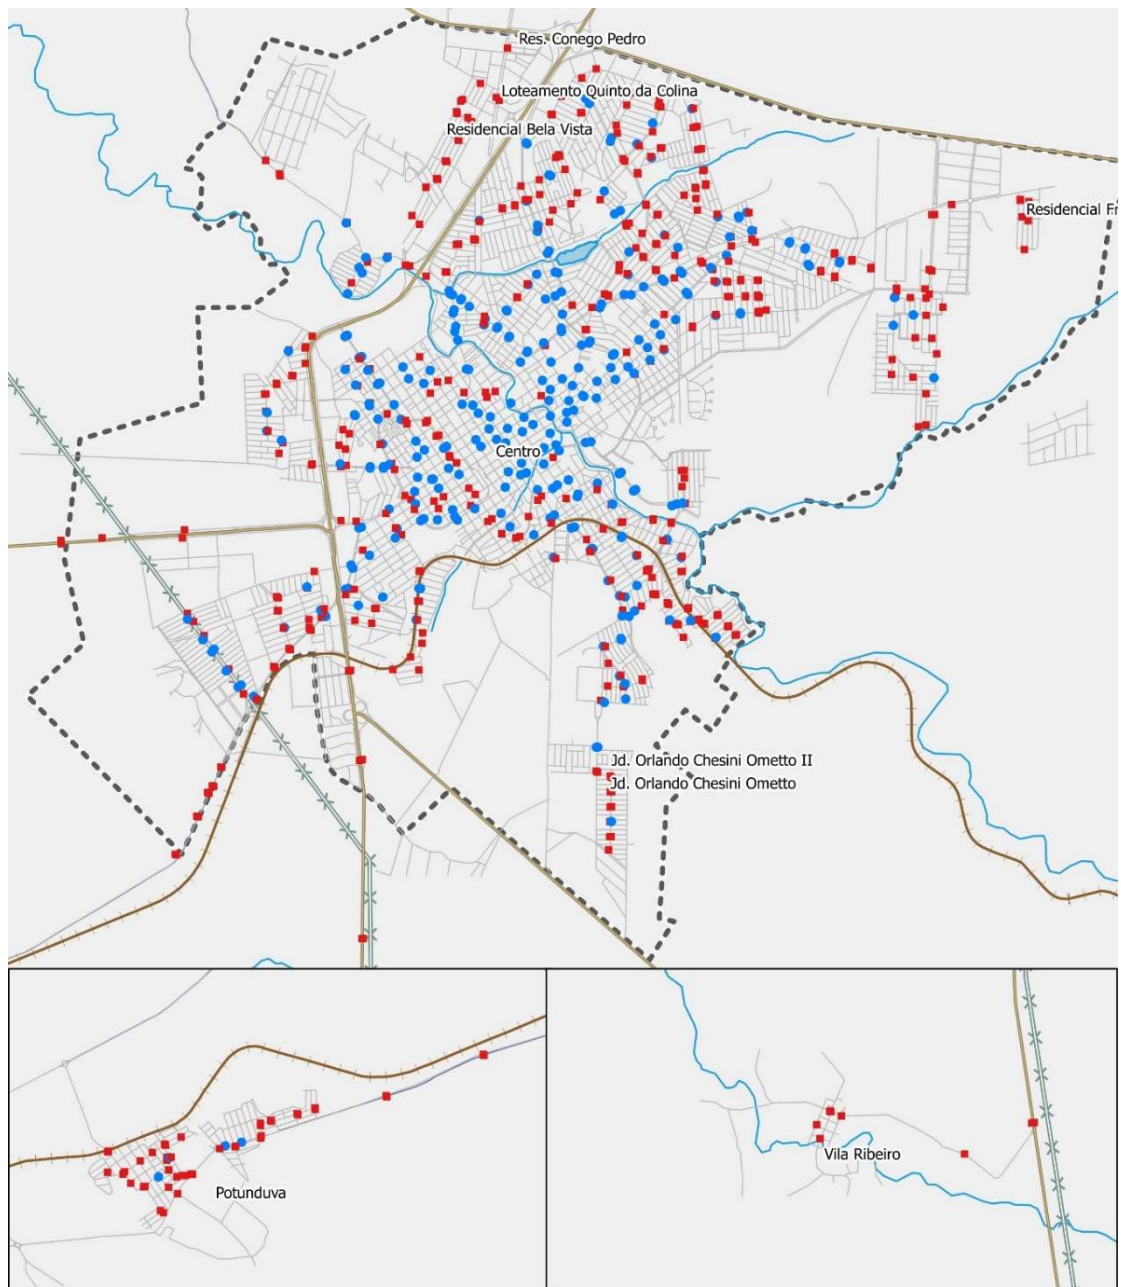 Res. Conego Pedro
Loteamento Quinto da Colina
Residencial Bela Vista
Residencial
Centro
Jd. Orlando Chesini Ometto II
Jd. Orlando Chesini Ometto
Potunduva
Vila Ribeiro